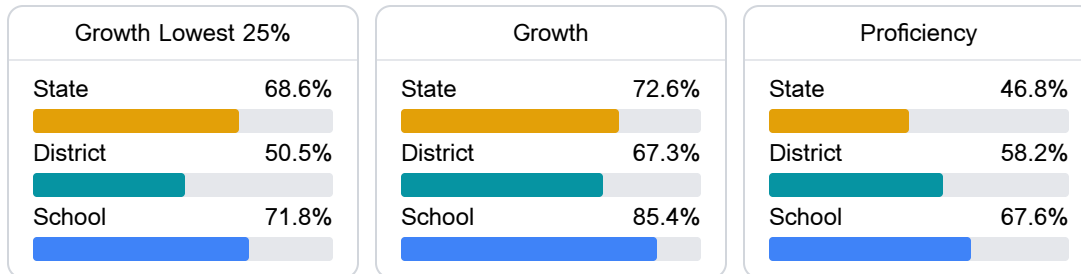 Growth Lowest 25%
State 68.6%
District 50.5%
School 71.8%
Growth
State 72.6%
District 67.3%
School 85.4%
Proficiency
State 46.8%
District 58.2%
School 67.6%